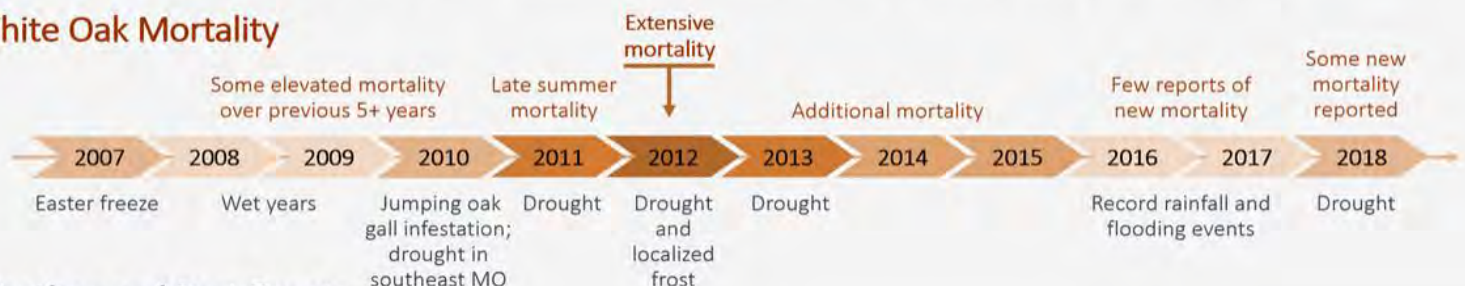 hite Oak Mortality
Extensive
mortality
Some elevated mortality
over previous 5+ years
Late summer
mortality
Additional mortality
Few reports of
new mortality
Some new
mortality
reported
2007 2008 2009 2010 2011 2012 2013 2014 2015 2016 2017 2018
Easter freeze
Wet years
Jumping oak
gall infestation;
drought in
southeast MO
Drought
Drought
and
localized
frost
Drought
Record rainfall and
flooding events
Drought